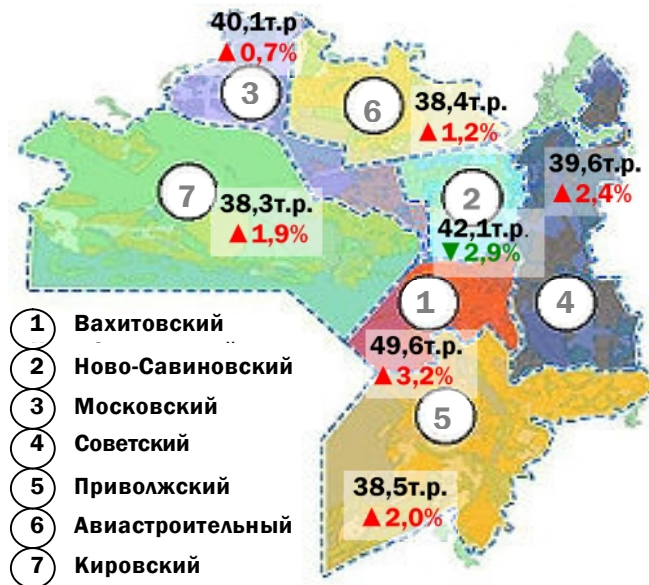 40,1т.р
▲0,7%
3
6
38,4т.р.
▲1,2%
39,6т.р.
▲2,4%
7
38,3т.р.
▲1,9%
2
42,1т.р.
▼2,9%
1
4
49,6т.р.
▲3,2%
5
38,5т.р.
▲2,0%
1 Вахитовский
2 Ново-Савиновский
3 Московский
4 Советский
5 Приволжский
6 Авиастроительный
7 Кировский